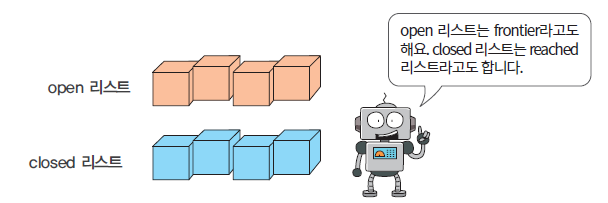 open 리스트는 frontier라고도
해요. closed 리스트는 reached
리스트라고도 합니다.
open 리스트
closed 리스트